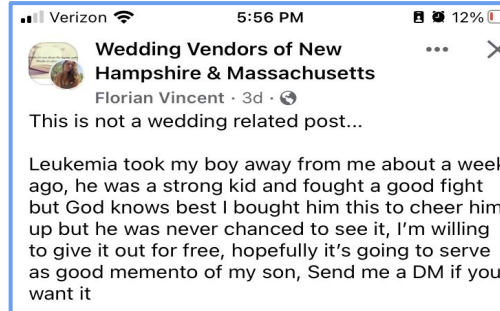 Verizon 5:56 PM 12%
Wedding Vendors of New
Hampshire & Massachusetts
Florian Vincent · 3d ·
This is not a wedding related post...
Leukemia took my boy away from me about a week
ago, he was a strong kid and fought a good fight
but God knows best I bought him this to cheer him
up but he was never chanced to see it, I'm willing
to give it out for free, hopefully it's going to serve
as good memento of my son, Send me a DM if you
want it